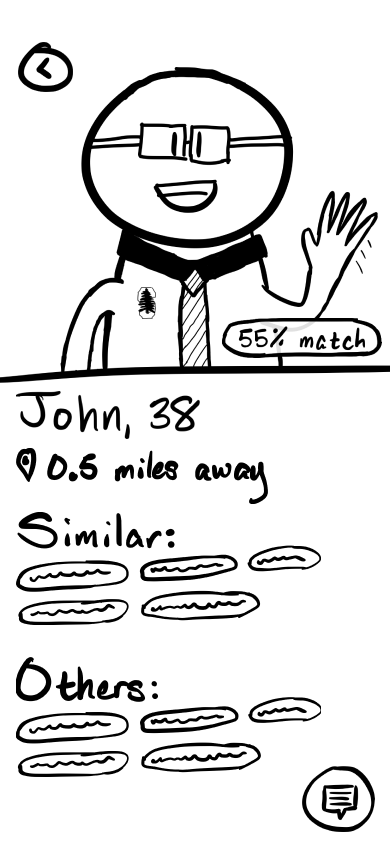 55% match
John, 38
0.5 miles away
Similar:
Others: